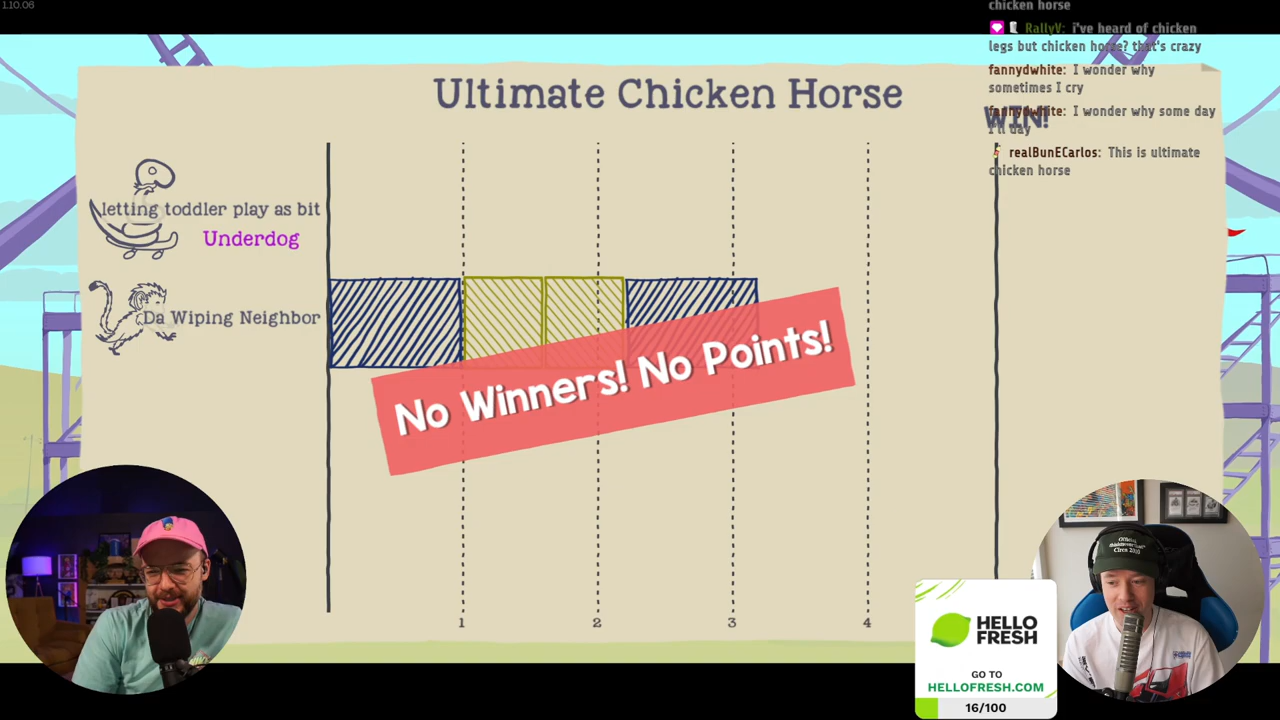 1.10.06
chicken horse
RallyV: i've heard of chicken
legs but chicken horse? that's crazy
fannydwhite: I wonder why
sometimes I cry
fannydwhite: I wonder why some day
I'll day
realBunECarlos: This is ultimate
chicken horse
Ultimate Chicken Horse
WIN!
letting toddler play as bit
Underdog
Da Wiping Neighbor
No Winners! No Points!
1
2
3
4
HELLO
FRESH
GO TO
HELLOFRESH.COM
16/100